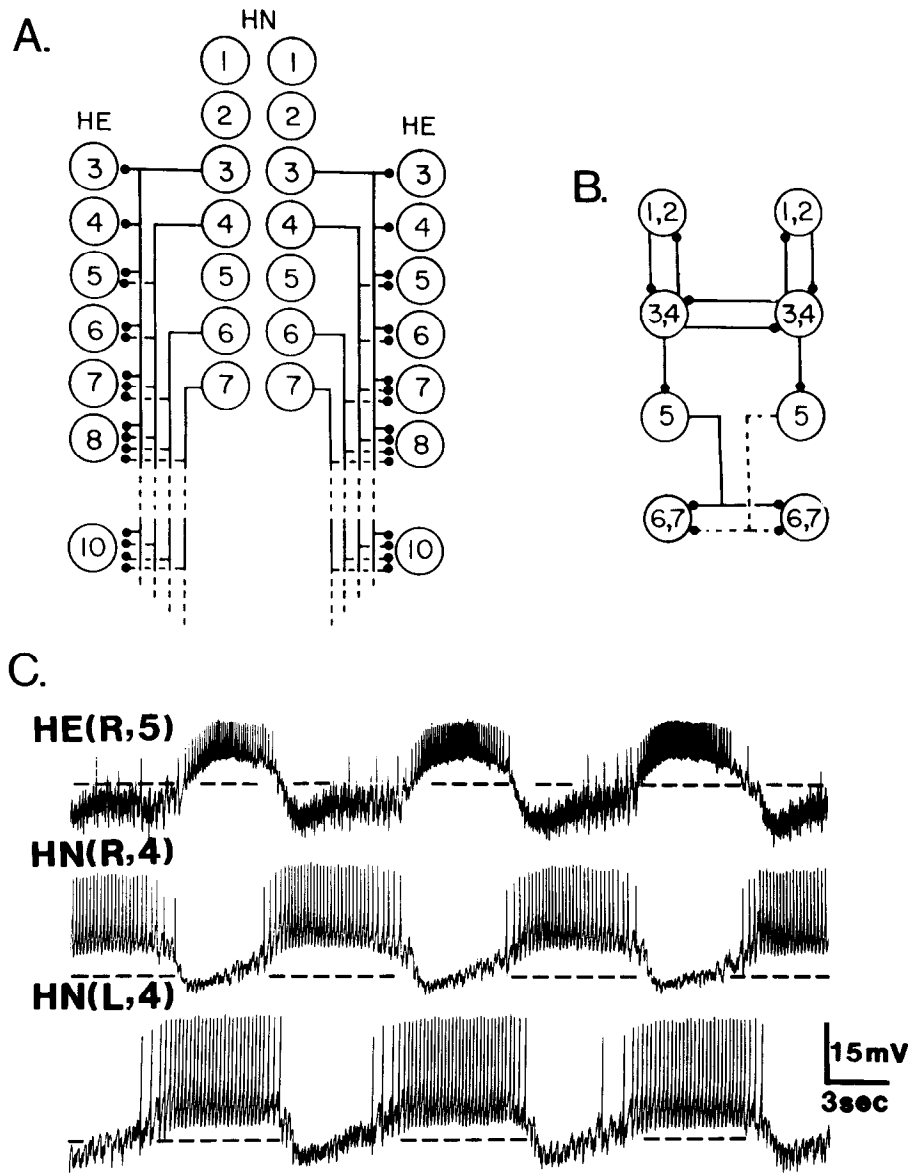 A.
HN
1 1
HE 2 2 HE
3 3 3 3
4 4 4 4
5 5 5 5
6 6 6 6
7 7 7 7
8 8
10 10
B.
1,2 1,2
3,4 3,4
5 5
6,7 6,7
C.
HE(R,5)
HN(R,4)
HN(L,4)
15mV
3sec